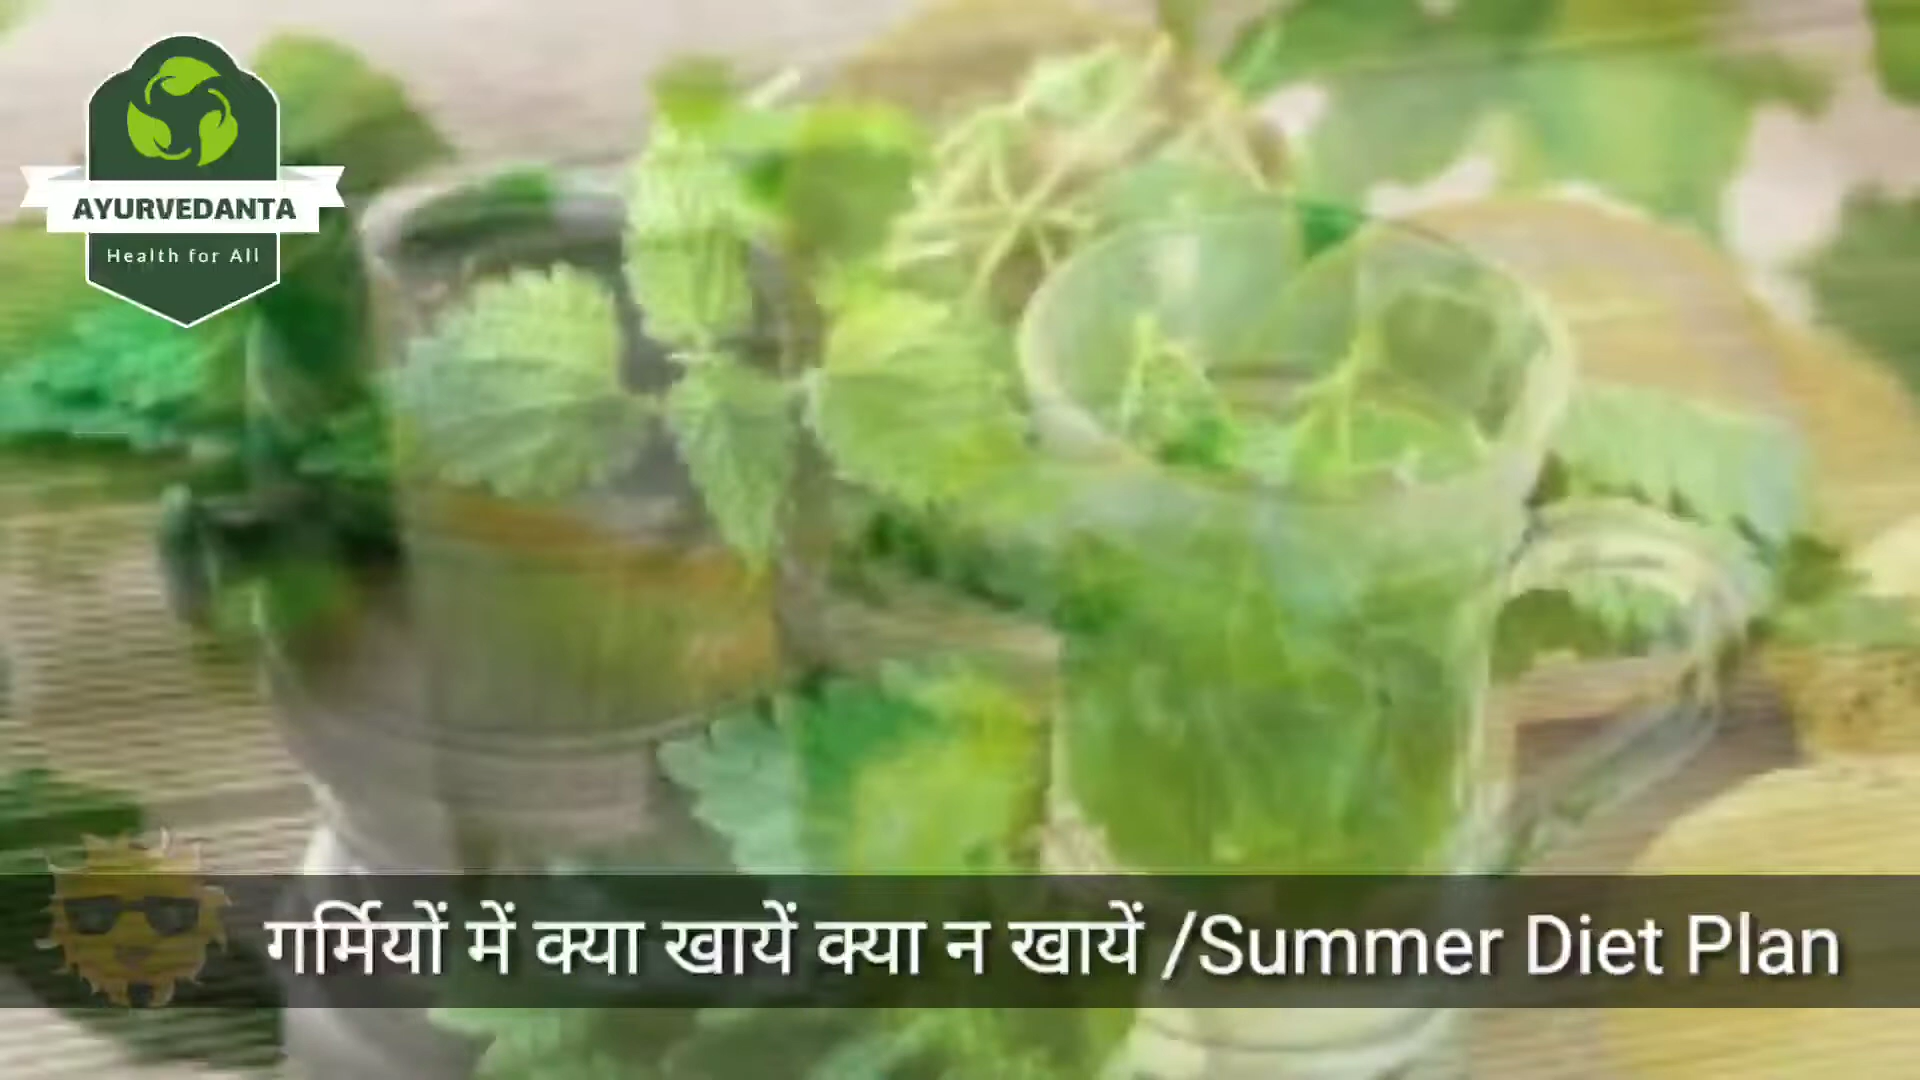 AYURVEDANTA
Health for All
गर्मियों में क्या खायें क्या न खायें /Summer Diet Plan